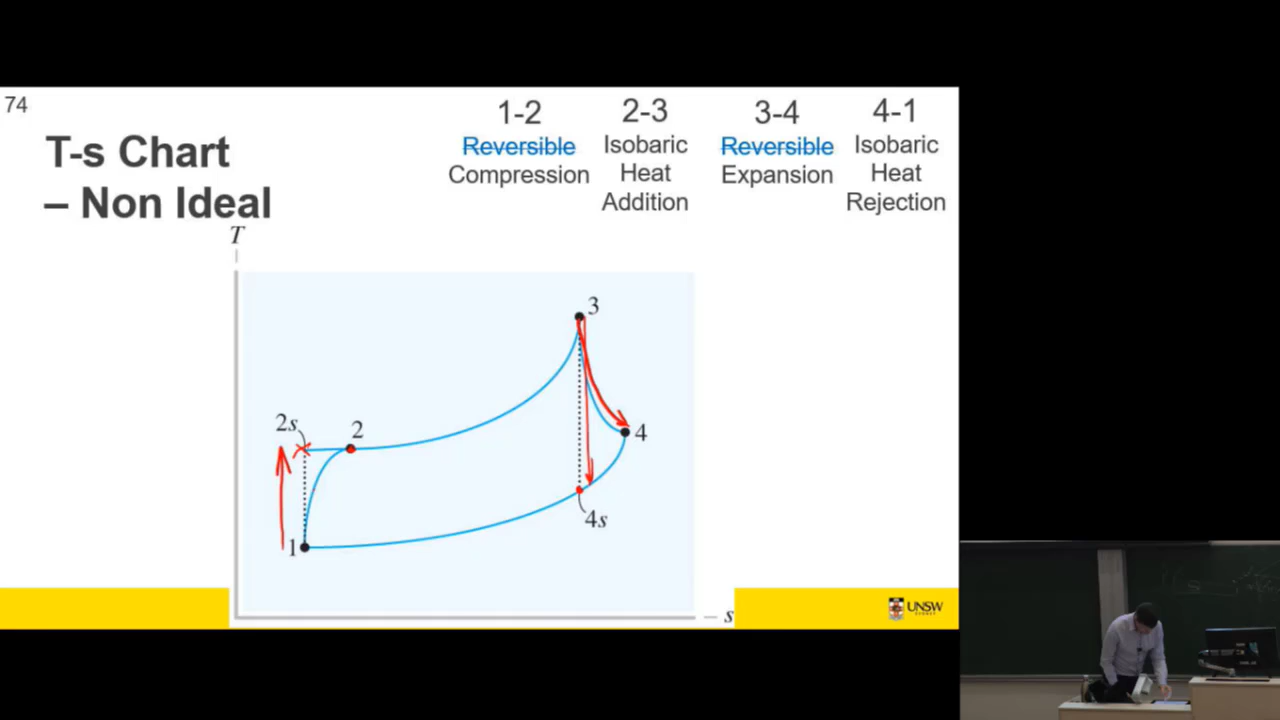 74
T-s Chart
– Non Ideal
1-2
Reversible
Compression
2-3
Isobaric
Heat
Addition
3-4
Reversible
Expansion
4-1
Isobaric
Heat
Rejection
T
3
2s
2
4
4s
1
s
UNSW